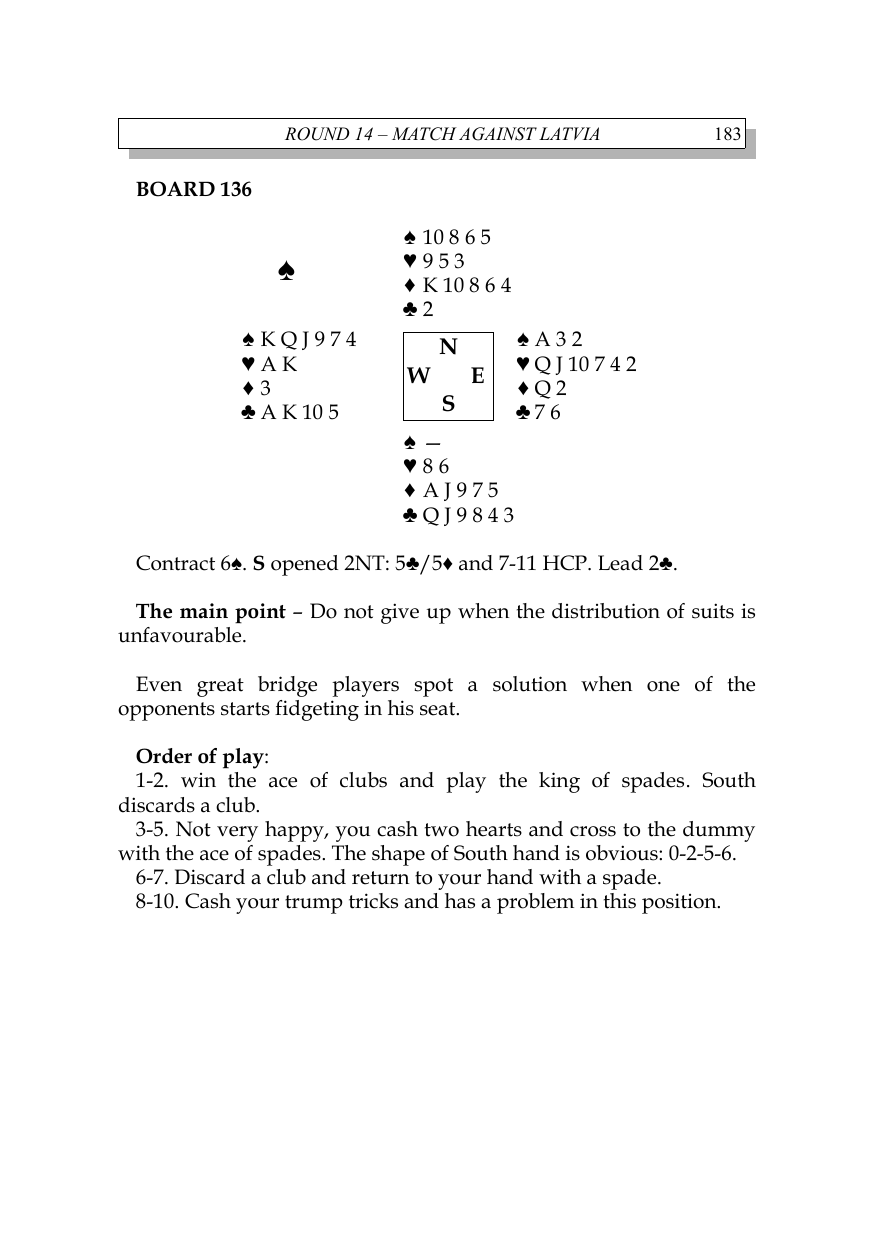 ROUND 14 – MATCH AGAINST LATVIA 183
BOARD 136
♠
♠ 10 8 6 5
♥ 9 5 3
♦ K 10 8 6 4
♣ 2
♠ K Q J 9 7 4
♥ A K
♦ 3
♣ A K 10 5
N
W E
S
♠ A 3 2
♥ Q J 10 7 4 2
♦ Q 2
♣ 7 6
♠ —
♥ 8 6
♦ A J 9 7 5
♣ Q J 9 8 4 3
Contract 6♠. S opened 2NT: 5♣/5♦ and 7-11 HCP. Lead 2♣.
The main point – Do not give up when the distribution of suits is
unfavourable.
Even great bridge players spot a solution when one of the
opponents starts fidgeting in his seat.
Order of play:
1-2. win the ace of clubs and play the king of spades. South
discards a club.
3-5. Not very happy, you cash two hearts and cross to the dummy
with the ace of spades. The shape of South hand is obvious: 0-2-5-6.
6-7. Discard a club and return to your hand with a spade.
8-10. Cash your trump tricks and has a problem in this position.